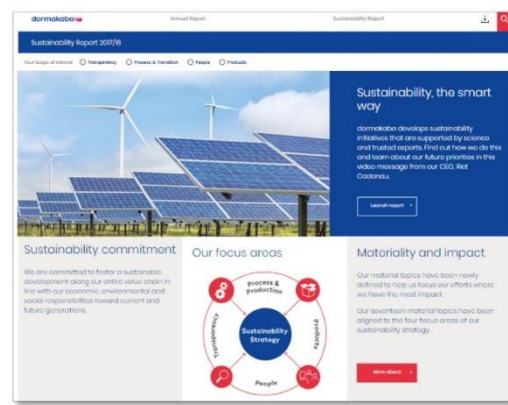 dormakaba
Annual Report
Sustainability Report
Sustainability Report 2017/18
Your Scope of Interest
Transparency
Process & Transition
People
Products
Sustainability, the smart
way
dormakaba develops sustainability
initiatives that are supported by science
and trusted experts. Find out how we do this
and learn about our future priorities in this
video message from our CEO, Riet
Cadonau.
Launch report
Sustainability commitment
We are committed to foster a sustainable
development along our entire value chain in
line with our economic, environmental and
social responsibilities toward current and
future generations.
Our focus areas
Process &
production
Transparency
Sustainability
Strategy
products
People
Materiality and impact
Our material topics have been newly
defined to help us focus our efforts where
we have the most impact.
Our seventeen material topics have been
aligned to the four focus areas of our
sustainability strategy.
More about